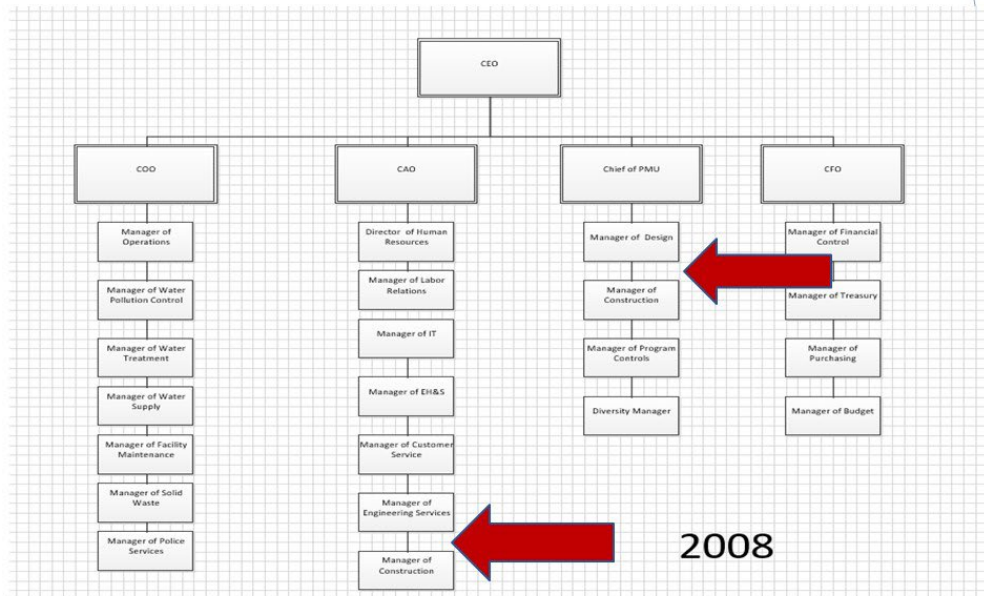 CEO
COO
CAO
Chief of PMU
CFO
Manager of
Operations
Manager of Water
Pollution Control
Manager of Water
Treatment
Manager of Water
Supply
Manager of Facility
Maintenance
Manager of Solid
Waste
Manager of Police
Services
Director of Human
Resources
Manager of Labor
Relations
Manager of IT
Manager of EH&S
Manager of Customer
Service
Manager of
Engineering Services
Manager of
Construction
Manager of Design
Manager of
Construction
Manager of Program
Controls
Diversity Manager
Manager of Financial
Control
Manager of Treasury
Manager of
Purchasing
Manager of Budget
2008